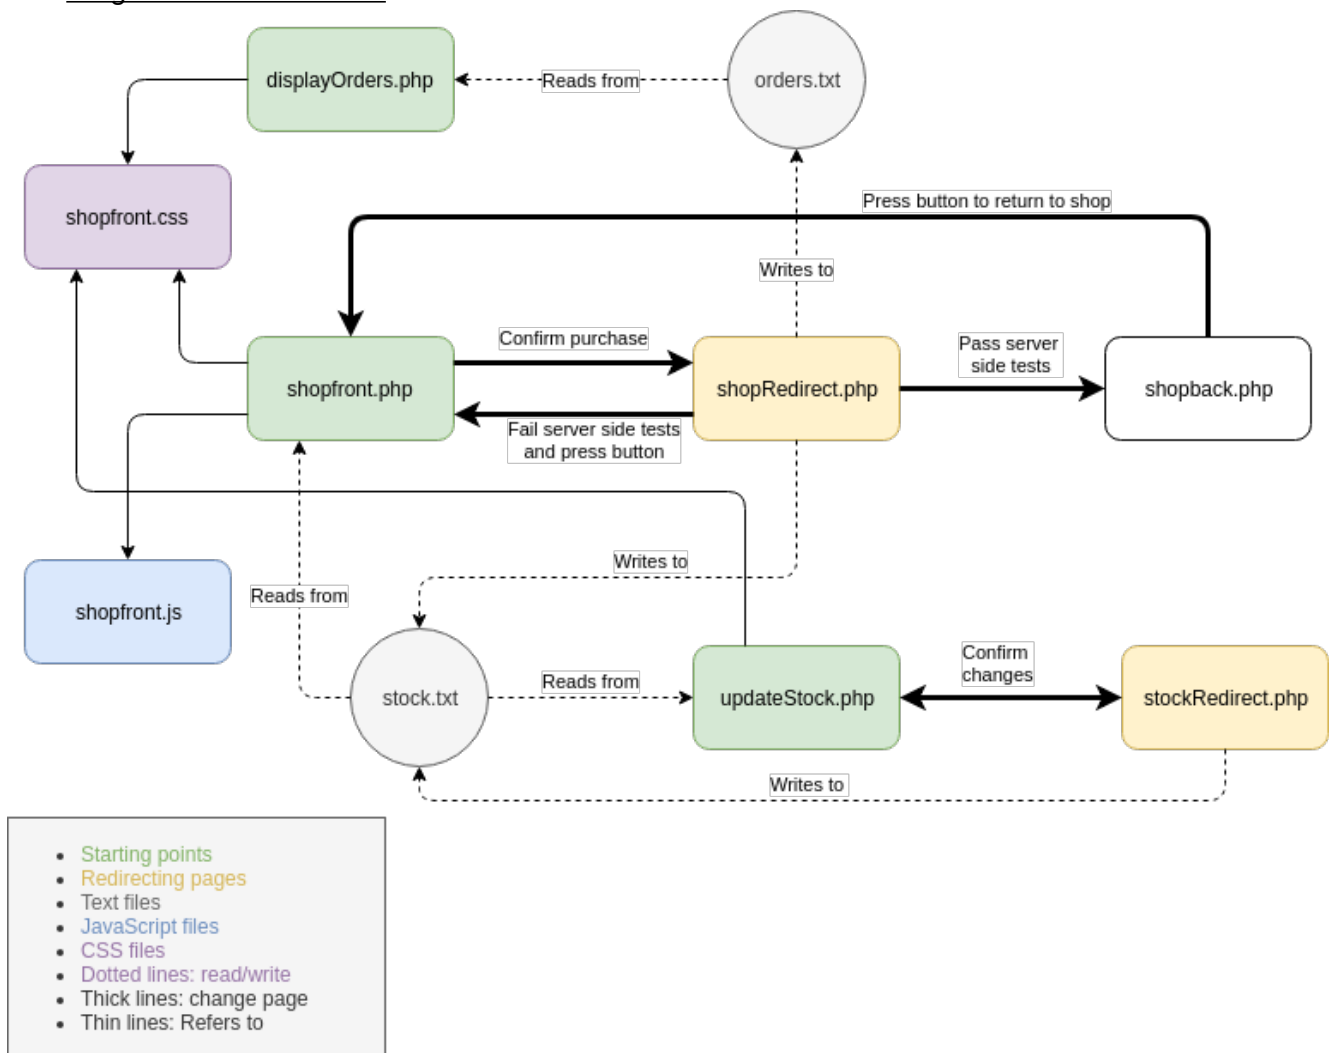 displayOrders.php
Reads from
orders.txt
shopfront.css
Press button to return to shop
Writes to
Confirm purchase
Pass server
side tests
shopfront.php
shopRedirect.php
shopback.php
Fail server side tests
and press button
Writes to
Reads from
shopfront.js
Confirm
changes
stock.txt
Reads from
updateStock.php
stockRedirect.php
Writes to
Starting points
Redirecting pages
Text files
JavaScript files
CSS files
Dotted lines: read/write
Thick lines: change page
Thin lines: Refers to